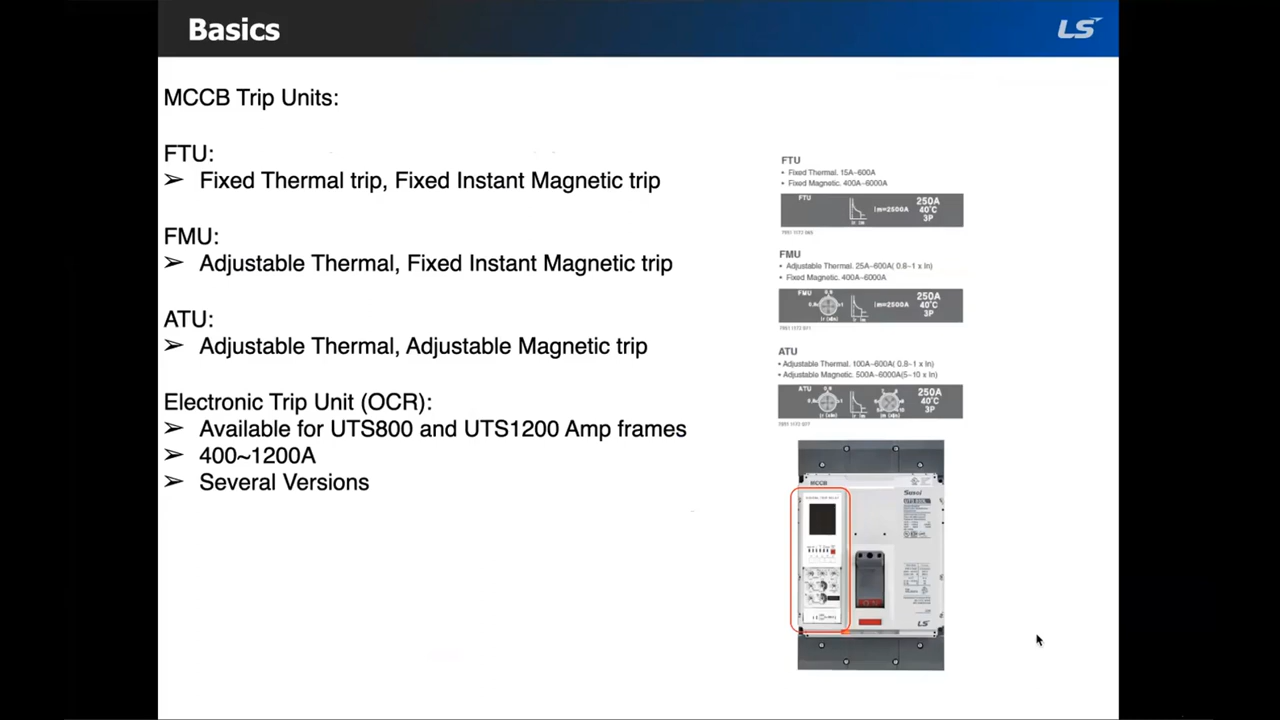 Basics
LS
MCCB Trip Units:
FTU:
➢ Fixed Thermal trip, Fixed Instant Magnetic trip
FMU:
➢ Adjustable Thermal, Fixed Instant Magnetic trip
ATU:
➢ Adjustable Thermal, Adjustable Magnetic trip
Electronic Trip Unit (OCR):
➢ Available for UTS800 and UTS1200 Amp frames
➢ 400~1200A
➢ Several Versions
FTU
• Fixed Thermal. 15A~600A
• Fixed Magnetic. 400A~6000A
FTU
Im=2500A
250A
40°C
3P
FMU
• Adjustable Thermal. 25A~600A( 0.8~1 x In)
• Fixed Magnetic. 400A~6000A
FMU
Im=2500A
250A
40°C
3P
ATU
• Adjustable Thermal. 100A~600A( 0.8~1 x In)
• Adjustable Magnetic. 500A~6000A(5~10 x In)
ATU
250A
40°C
3P
MCCB
Susol
LS